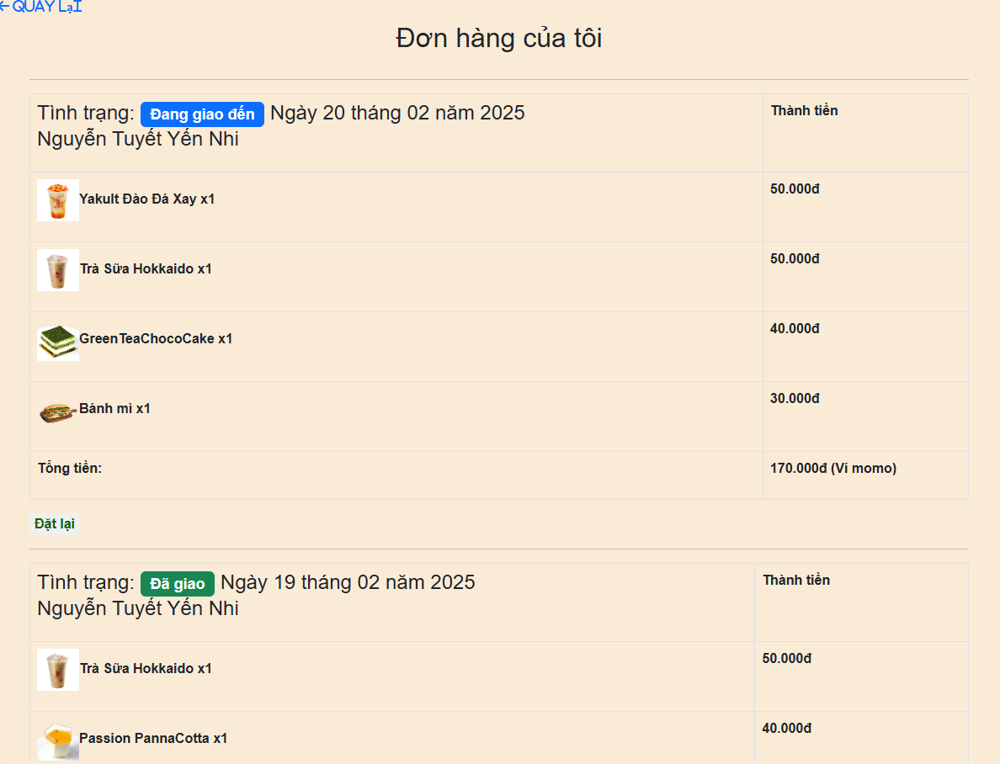 ← QUAY LạI
Đơn hàng của tôi
Tình trạng: Đang giao đến Ngày 20 tháng 02 năm 2025
Nguyễn Tuyết Yến Nhi
Thành tiền
Yakult Đào Đá Xay x1
50.000đ
Trà Sữa Hokkaido x1
50.000đ
GreenTeaChocoCake x1
40.000đ
Bánh mì x1
30.000đ
Tổng tiền:
170.000đ (Ví momo)
Đặt lại
Tình trạng: Đã giao Ngày 19 tháng 02 năm 2025
Nguyễn Tuyết Yến Nhi
Thành tiền
Trà Sữa Hokkaido x1
50.000đ
Passion PannaCotta x1
40.000đ